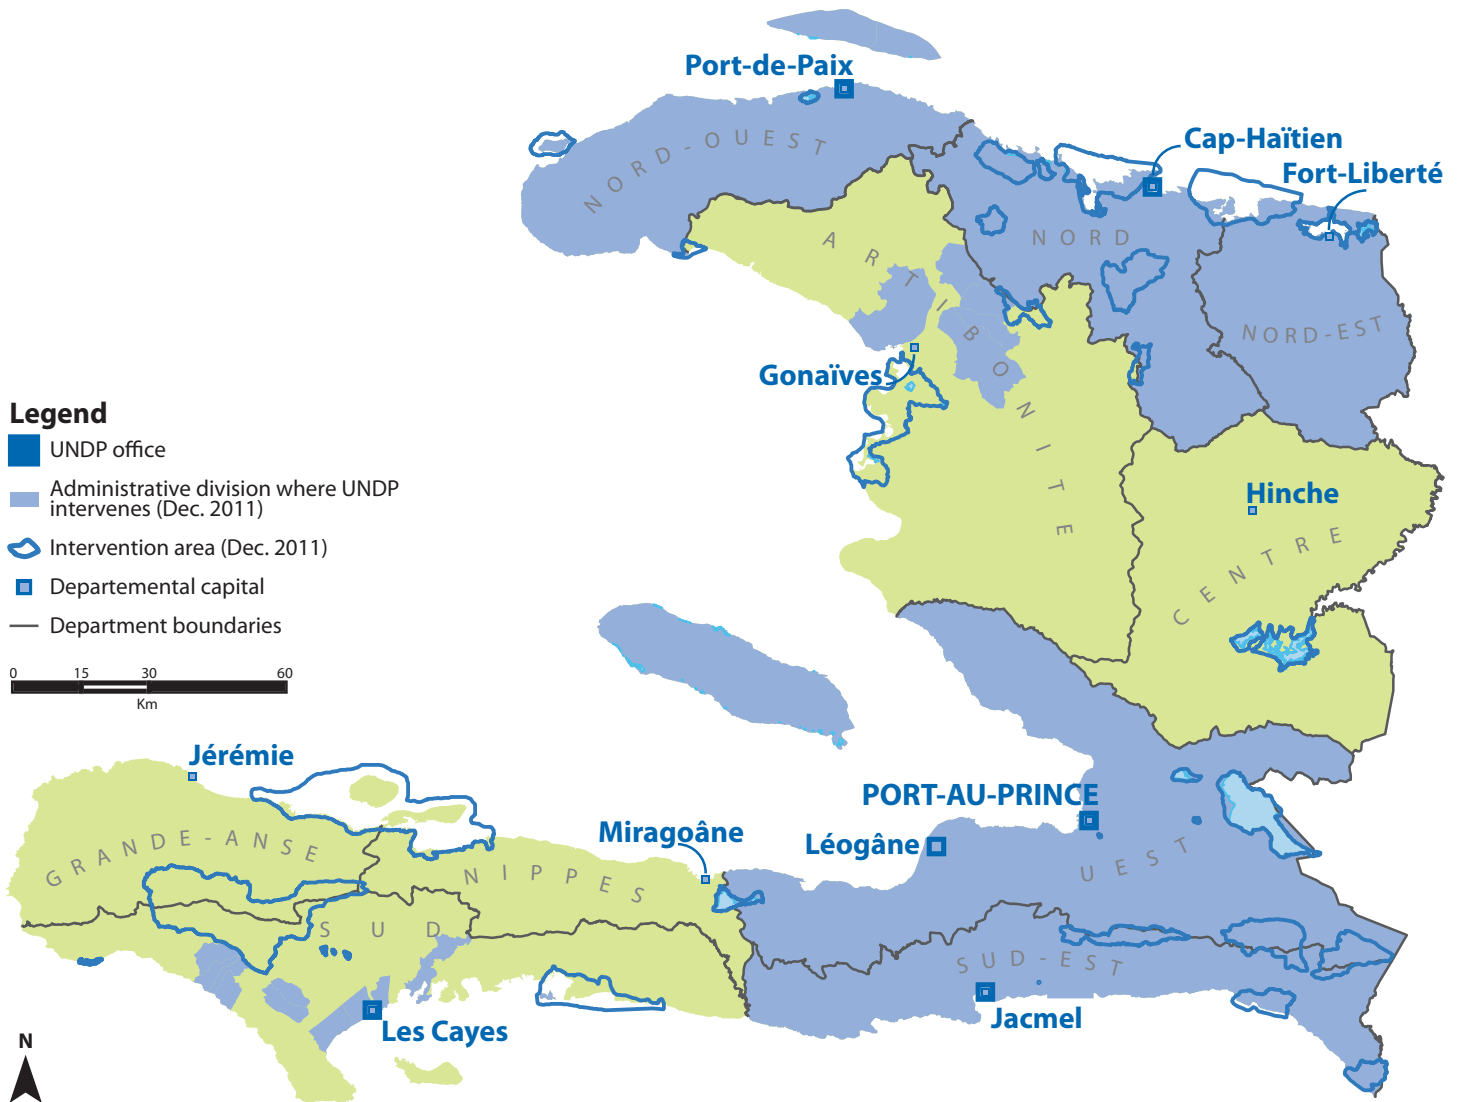 Port-de-Paix
Cap-Haïtien
Fort-Liberté
NORD-OUEST
NORD
ARTIBONITE
NORD-EST
Gonaïves
Hinche
CENTRE
Legend
UNDP office
Administrative division where UNDP
intervenes (Dec. 2011)
Intervention area (Dec. 2011)
Departemental capital
Department boundaries
0 15 30 60
Km
Jérémie
PORT-AU-PRINCE
Miragoâne
Léogâne
GRANDE-ANSE
NIPPES
UEST
SUD
SUD-EST
Jacmel
Les Cayes
N